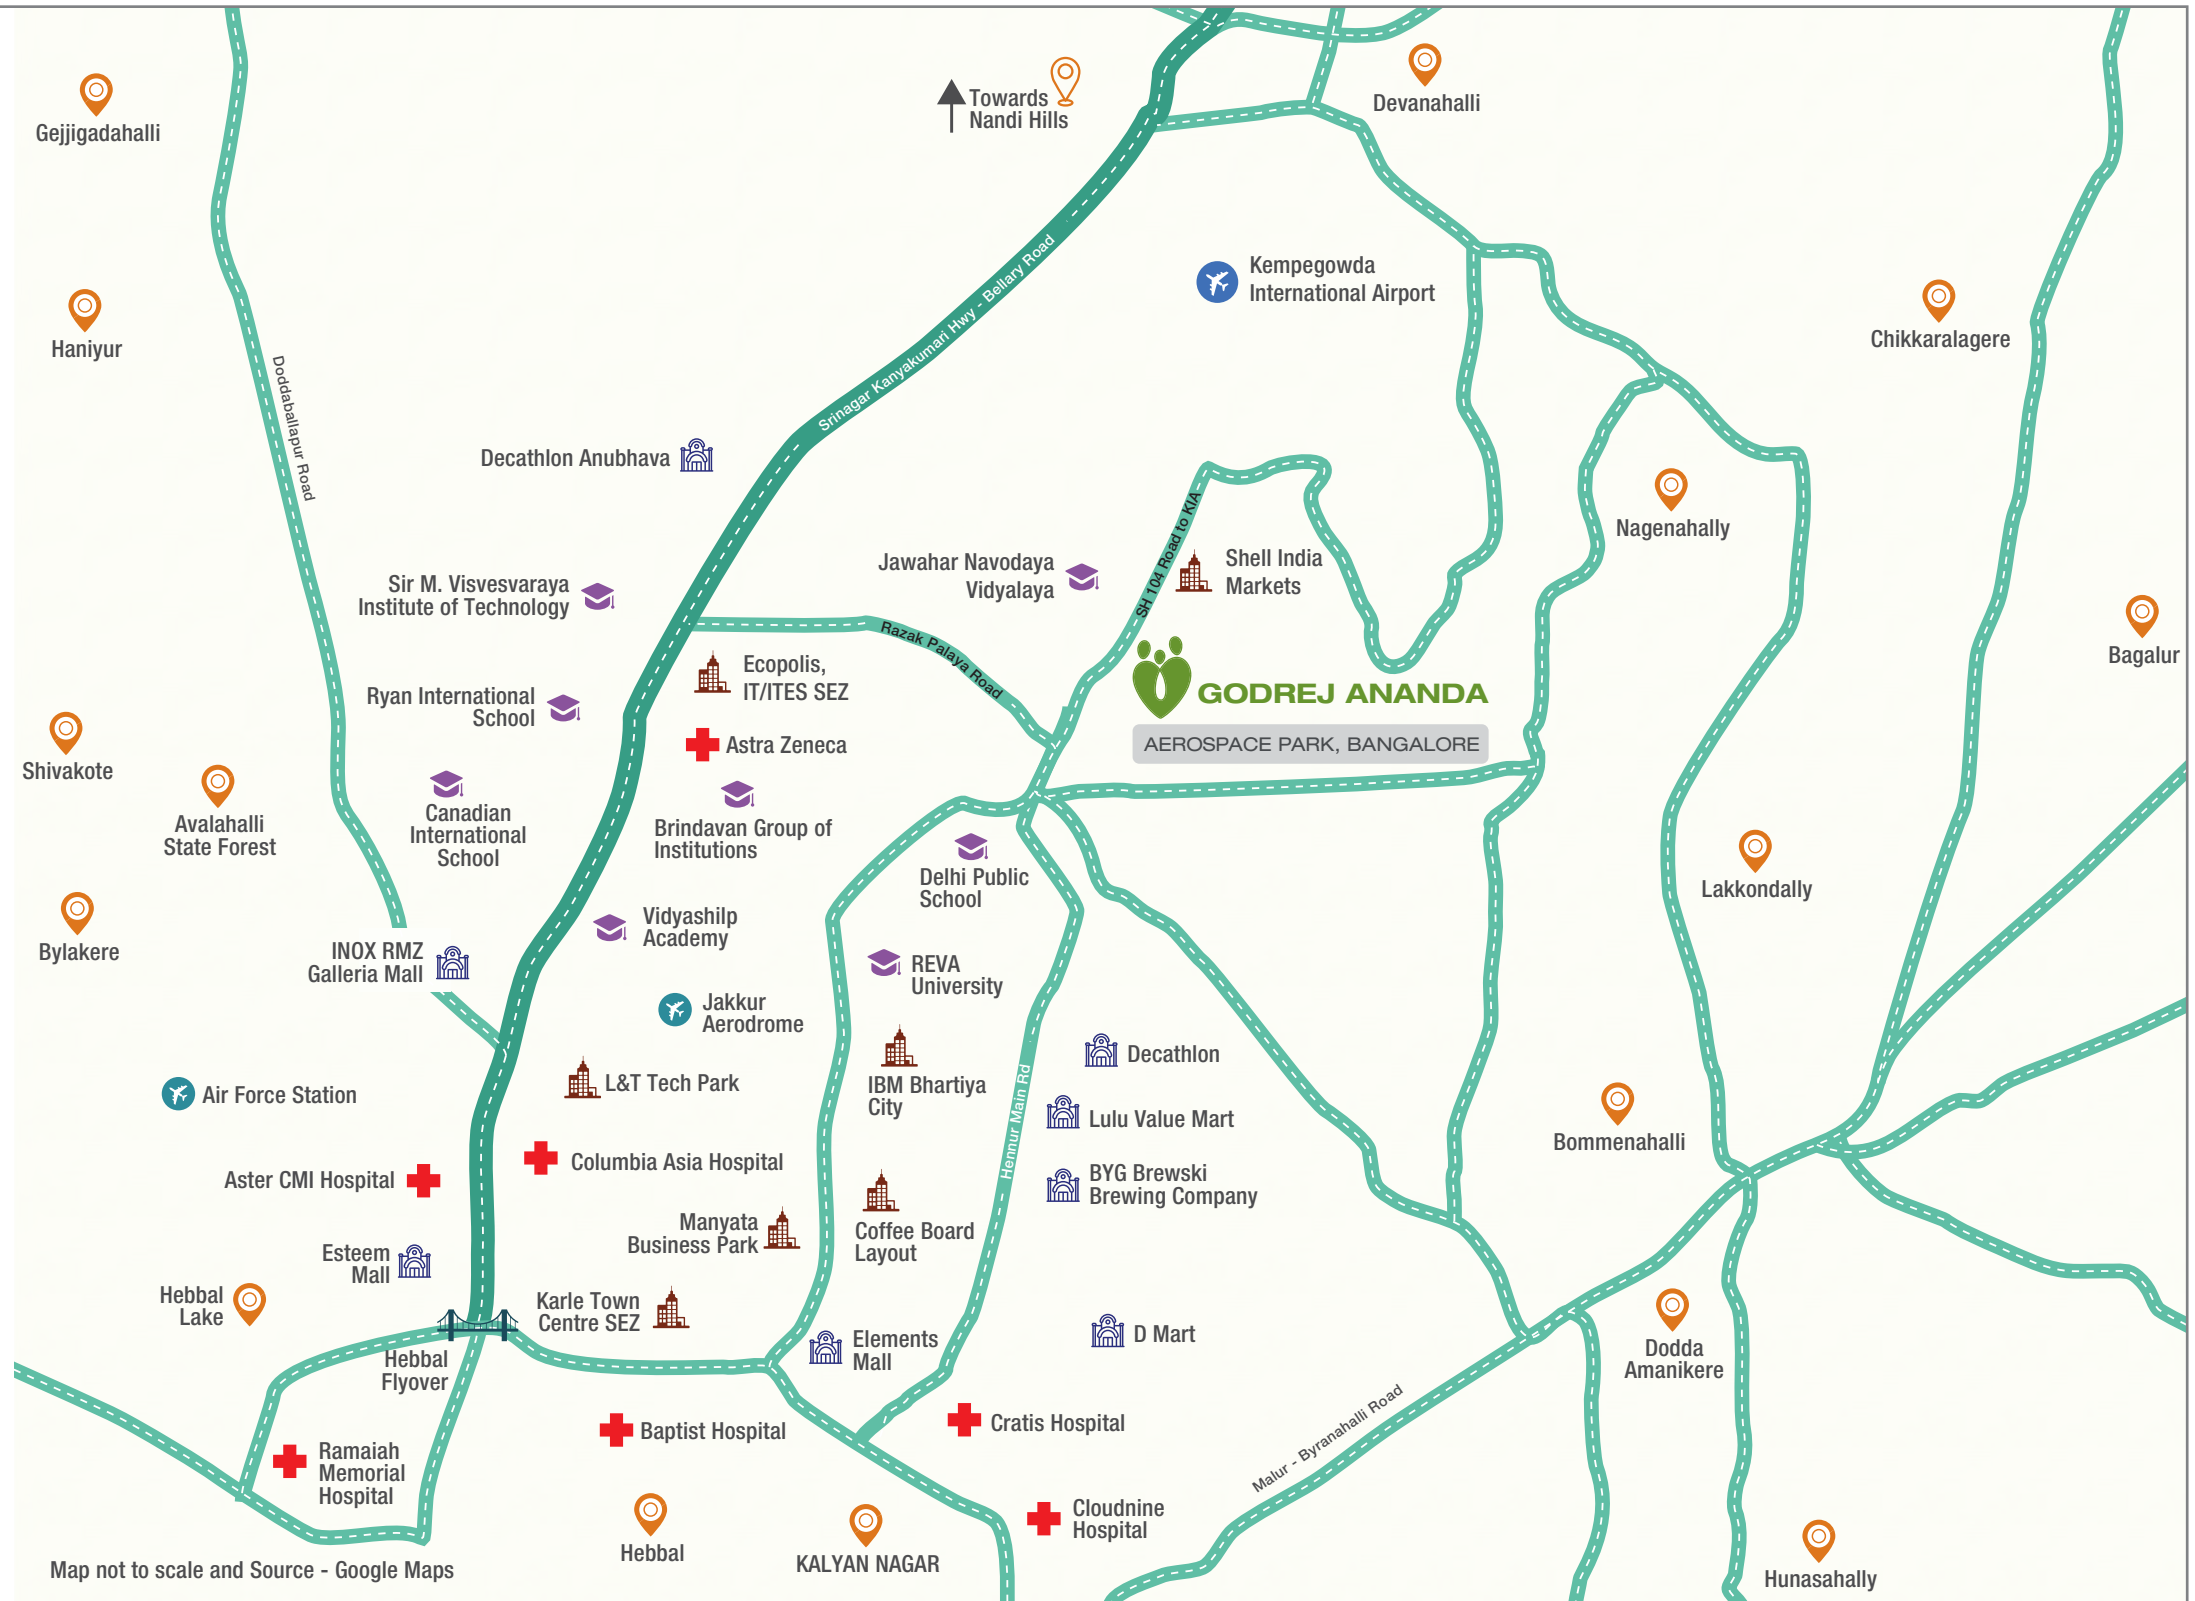 Towards
Nandi Hills
Devanahalli
Gejjigadahalli
Kempegowda
International Airport
Haniyur
Chikkaralagere
Srinagar Kanyakumari Hwy - Bellary Road
Doddaballapur Road
Decathlon Anubhava
Nagenahally
SH 104 Road to KIA
Jawahar Navodaya
Vidyalaya
Shell India
Markets
Sir M. Visvesvaraya
Institute of Technology
Razak Palaya Road
Bagalur
Ecopolis,
IT/ITES SEZ
Ryan International
School
GODREJ ANANDA
AEROSPACE PARK, BANGALORE
Astra Zeneca
Shivakote
Avalahalli
State Forest
Canadian
International
School
Brindavan Group of
Institutions
Delhi Public
School
Lakkondally
Bylakere
Vidyashilp
Academy
INOX RMZ
Galleria Mall
REVA
University
Jakkur
Aerodrome
Decathlon
Air Force Station
L&T Tech Park
IBM Bhartiya
City
Hennur Main Rd
Lulu Value Mart
Bommenahalli
Columbia Asia Hospital
Aster CMI Hospital
BYG Brewski
Brewing Company
Manyata
Business Park
Coffee Board
Layout
Esteem
Mall
Hebbal
Lake
Karle Town
Centre SEZ
Elements
Mall
D Mart
Dodda
Amanikere
Hebbal
Flyover
Malur - Byranahalli Road
Baptist Hospital
Cratis Hospital
Ramaiah
Memorial
Hospital
Cloudnine
Hospital
Hebbal
KALYAN NAGAR
Hunasahally
Map not to scale and Source - Google Maps